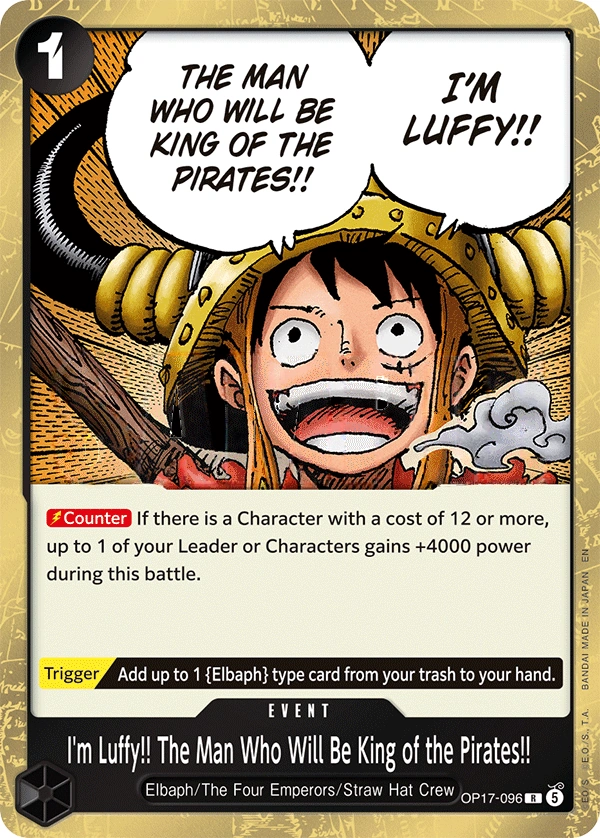 1
THE MAN
WHO WILL BE
KING OF THE
PIRATES!!
I'M
LUFFY!!
Counter If there is a Character with a cost of 12 or more,
up to 1 of your Leader or Characters gains +4000 power
during this battle.
Trigger Add up to 1 {Elbaph} type card from your trash to your hand.
EVENT
I'm Luffy!! The Man Who Will Be King of the Pirates!!
Elbaph/The Four Emperors/Straw Hat Crew
OP17-096 R 5
BANDAI MADE IN JAPAN EN